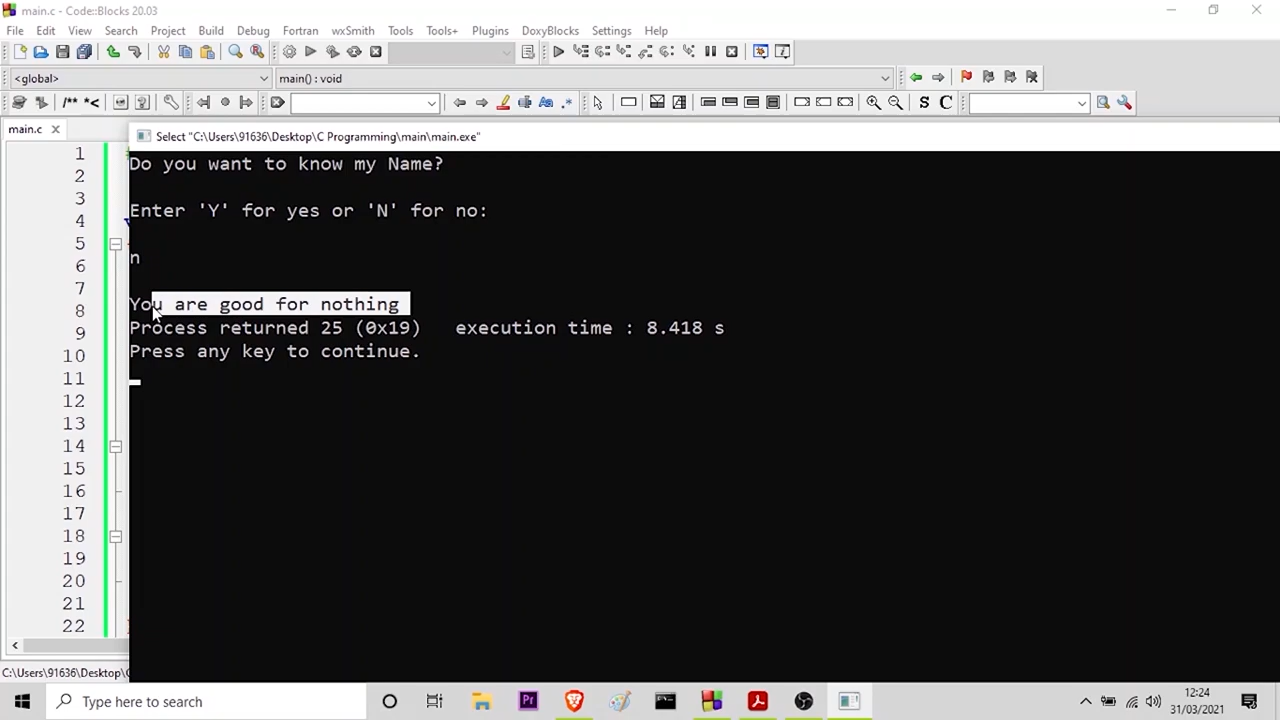 main.c - Code::Blocks 20.03
File Edit View Search Project Build Debug Fortran wxSmith Tools Tools+ Plugins DoxyBlocks Settings Help
<global> main() : void
/** *< Aa .* S C
main.c
Select "C:\Users\91636\Desktop\C Programming\main\main.exe"
1
2
3
4
5
6
7
8
9
10
11
12
13
14
15
16
17
18
19
20
21
22
Do you want to know my Name?
Enter 'Y' for yes or 'N' for no:
n
You are good for nothing
Process returned 25 (0x19) execution time : 8.418 s
Press any key to continue.
C:\Users\91636\Desktop\C
Type here to search
Pr
12:24
31/03/2021